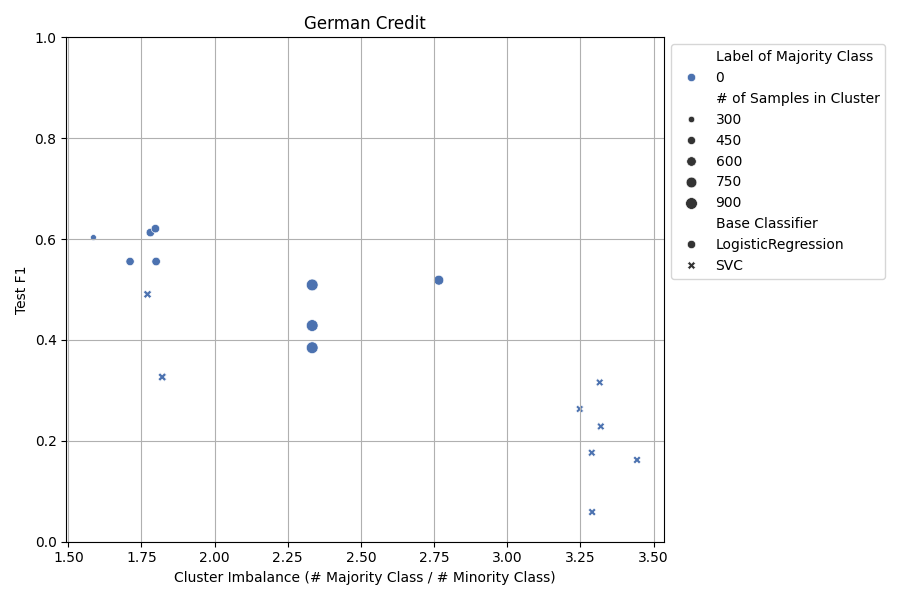 German Credit
Test F1
1.0
0.8
0.6
0.4
0.2
0.0
1.50 1.75 2.00 2.25 2.50 2.75 3.00 3.25 3.50
Cluster Imbalance (# Majority Class / # Minority Class)
Label of Majority Class
0
# of Samples in Cluster
300
450
600
750
900
Base Classifier
LogisticRegression
SVC